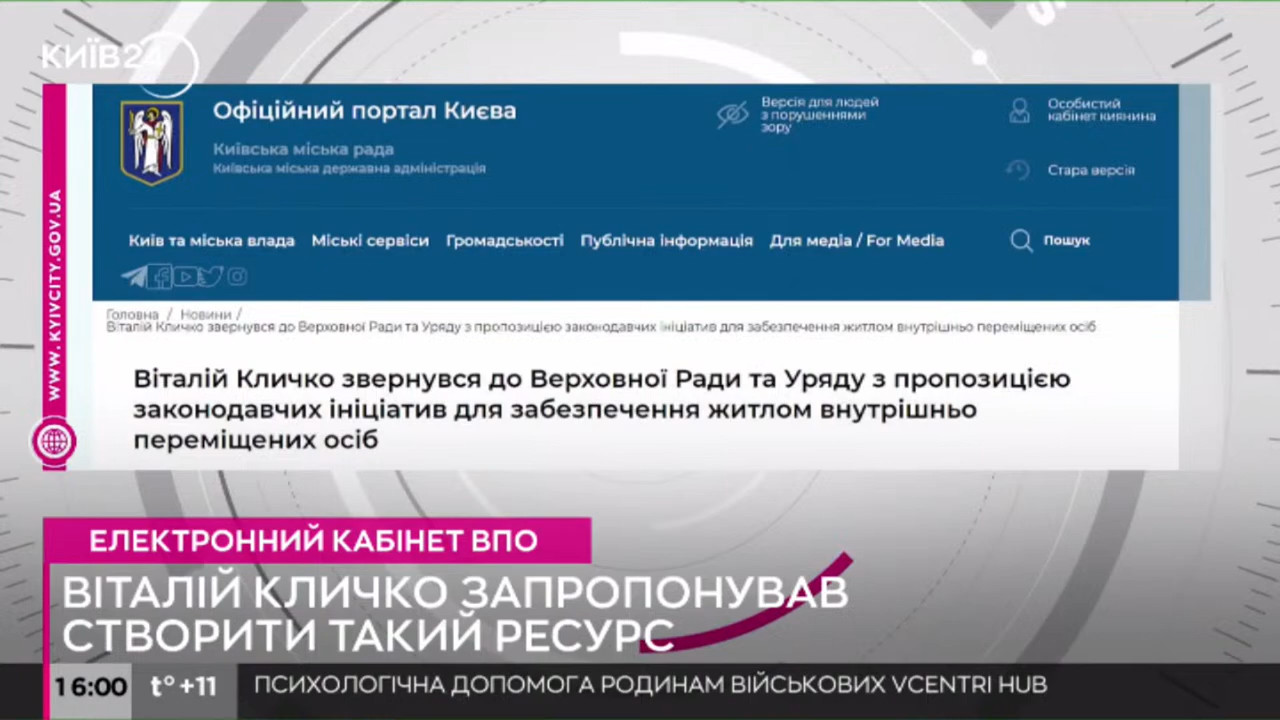 КИЇВ24
Офіційний портал Києва
Київська міська рада
Київська міська державна адміністрація
Версія для людей
з порушеннями
зору
Особистий
кабінет киянина
Стара версія
Київ та міська влада Міські сервіси Громадськості Публічна інформація Для медіа / For Media Пошук
WWW.KYIVCITY.GOV.UA
Головна / Новини /
Віталій Кличко звернувся до Верховної Ради та Уряду з пропозицією законодавчих ініціатив для забезпечення житлом внутрішньо переміщених осіб
Віталій Кличко звернувся до Верховної Ради та Уряду з пропозицією
законодавчих ініціатив для забезпечення житлом внутрішньо
переміщених осіб
ЕЛЕКТРОННИЙ КАБІНЕТ ВПО
ВІТАЛІЙ КЛИЧКО ЗАПРОПОНУВАВ
СТВОРИТИ ТАКИЙ РЕСУРС
16:00 t° +11 ПСИХОЛОГІЧНА ДОПОМОГА РОДИНАМ ВІЙСЬКОВИХ VCENTRI HUB